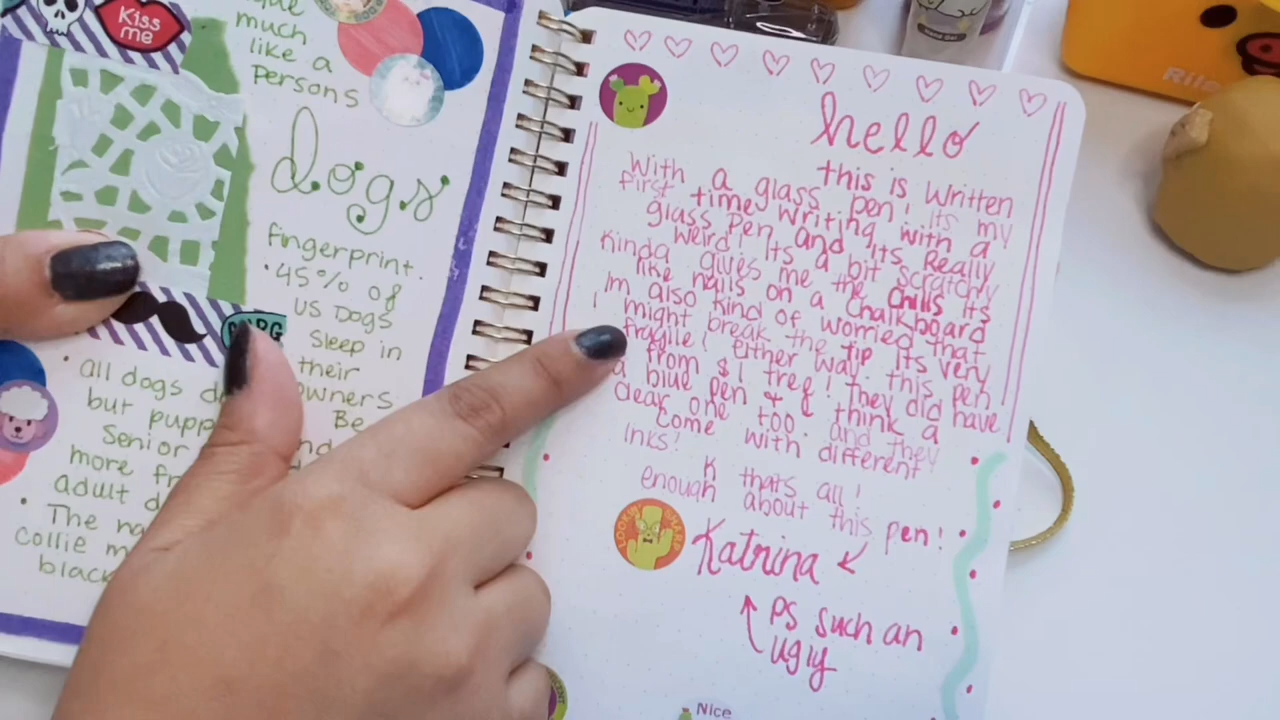 Kiss
me
much
like a
persons
dogs
fingerprint.
• 45% of
US Dogs
sleep in
their
owners
Be
• all dogs
but
Senior
more
adult
• The
Collie
black
hello
this is written
with a glass pen! its my
first time writing with a
glass pen and its Really
weird! Its a bit scratchy
Kinda gives me the Chills its
like nails on a Chalkboard
Im also kind of worried that
I might break the tip its very
fragile! either way. this pen
from $1 tree! They did have
a blue pen & I think a
clear one too. and they
come with different
Inks!
K thats all!
enough about this pen!
LOOKIN' SHARP
Katrina
PS such an
ugly
Nice
Hand Gel